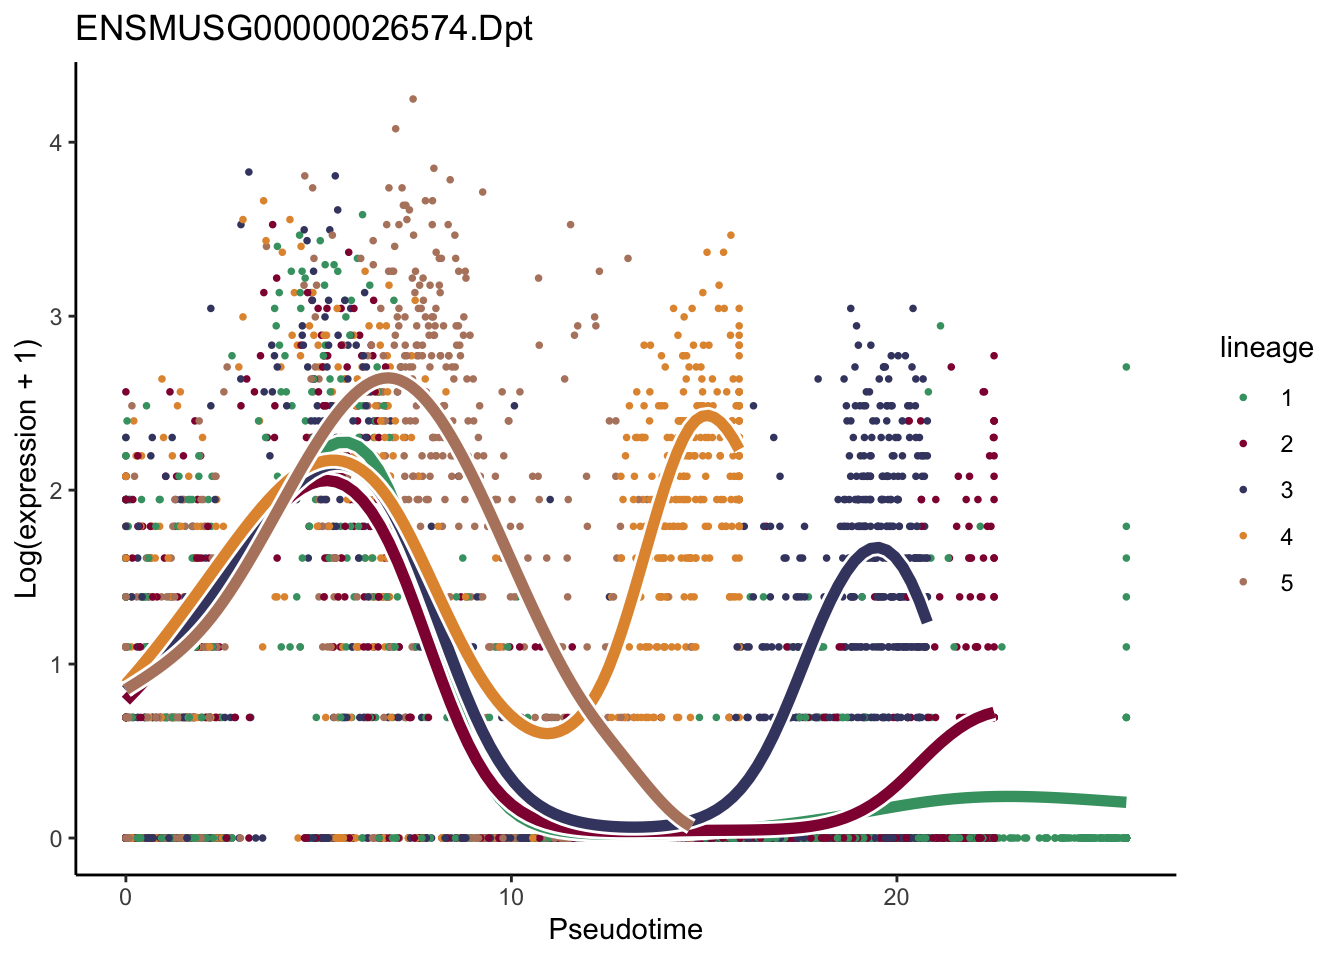 ENSMUSG00000026574.Dpt
Log(expression + 1)
4
3
2
1
0
0 10 20
Pseudotime
lineage
1
2
3
4
5